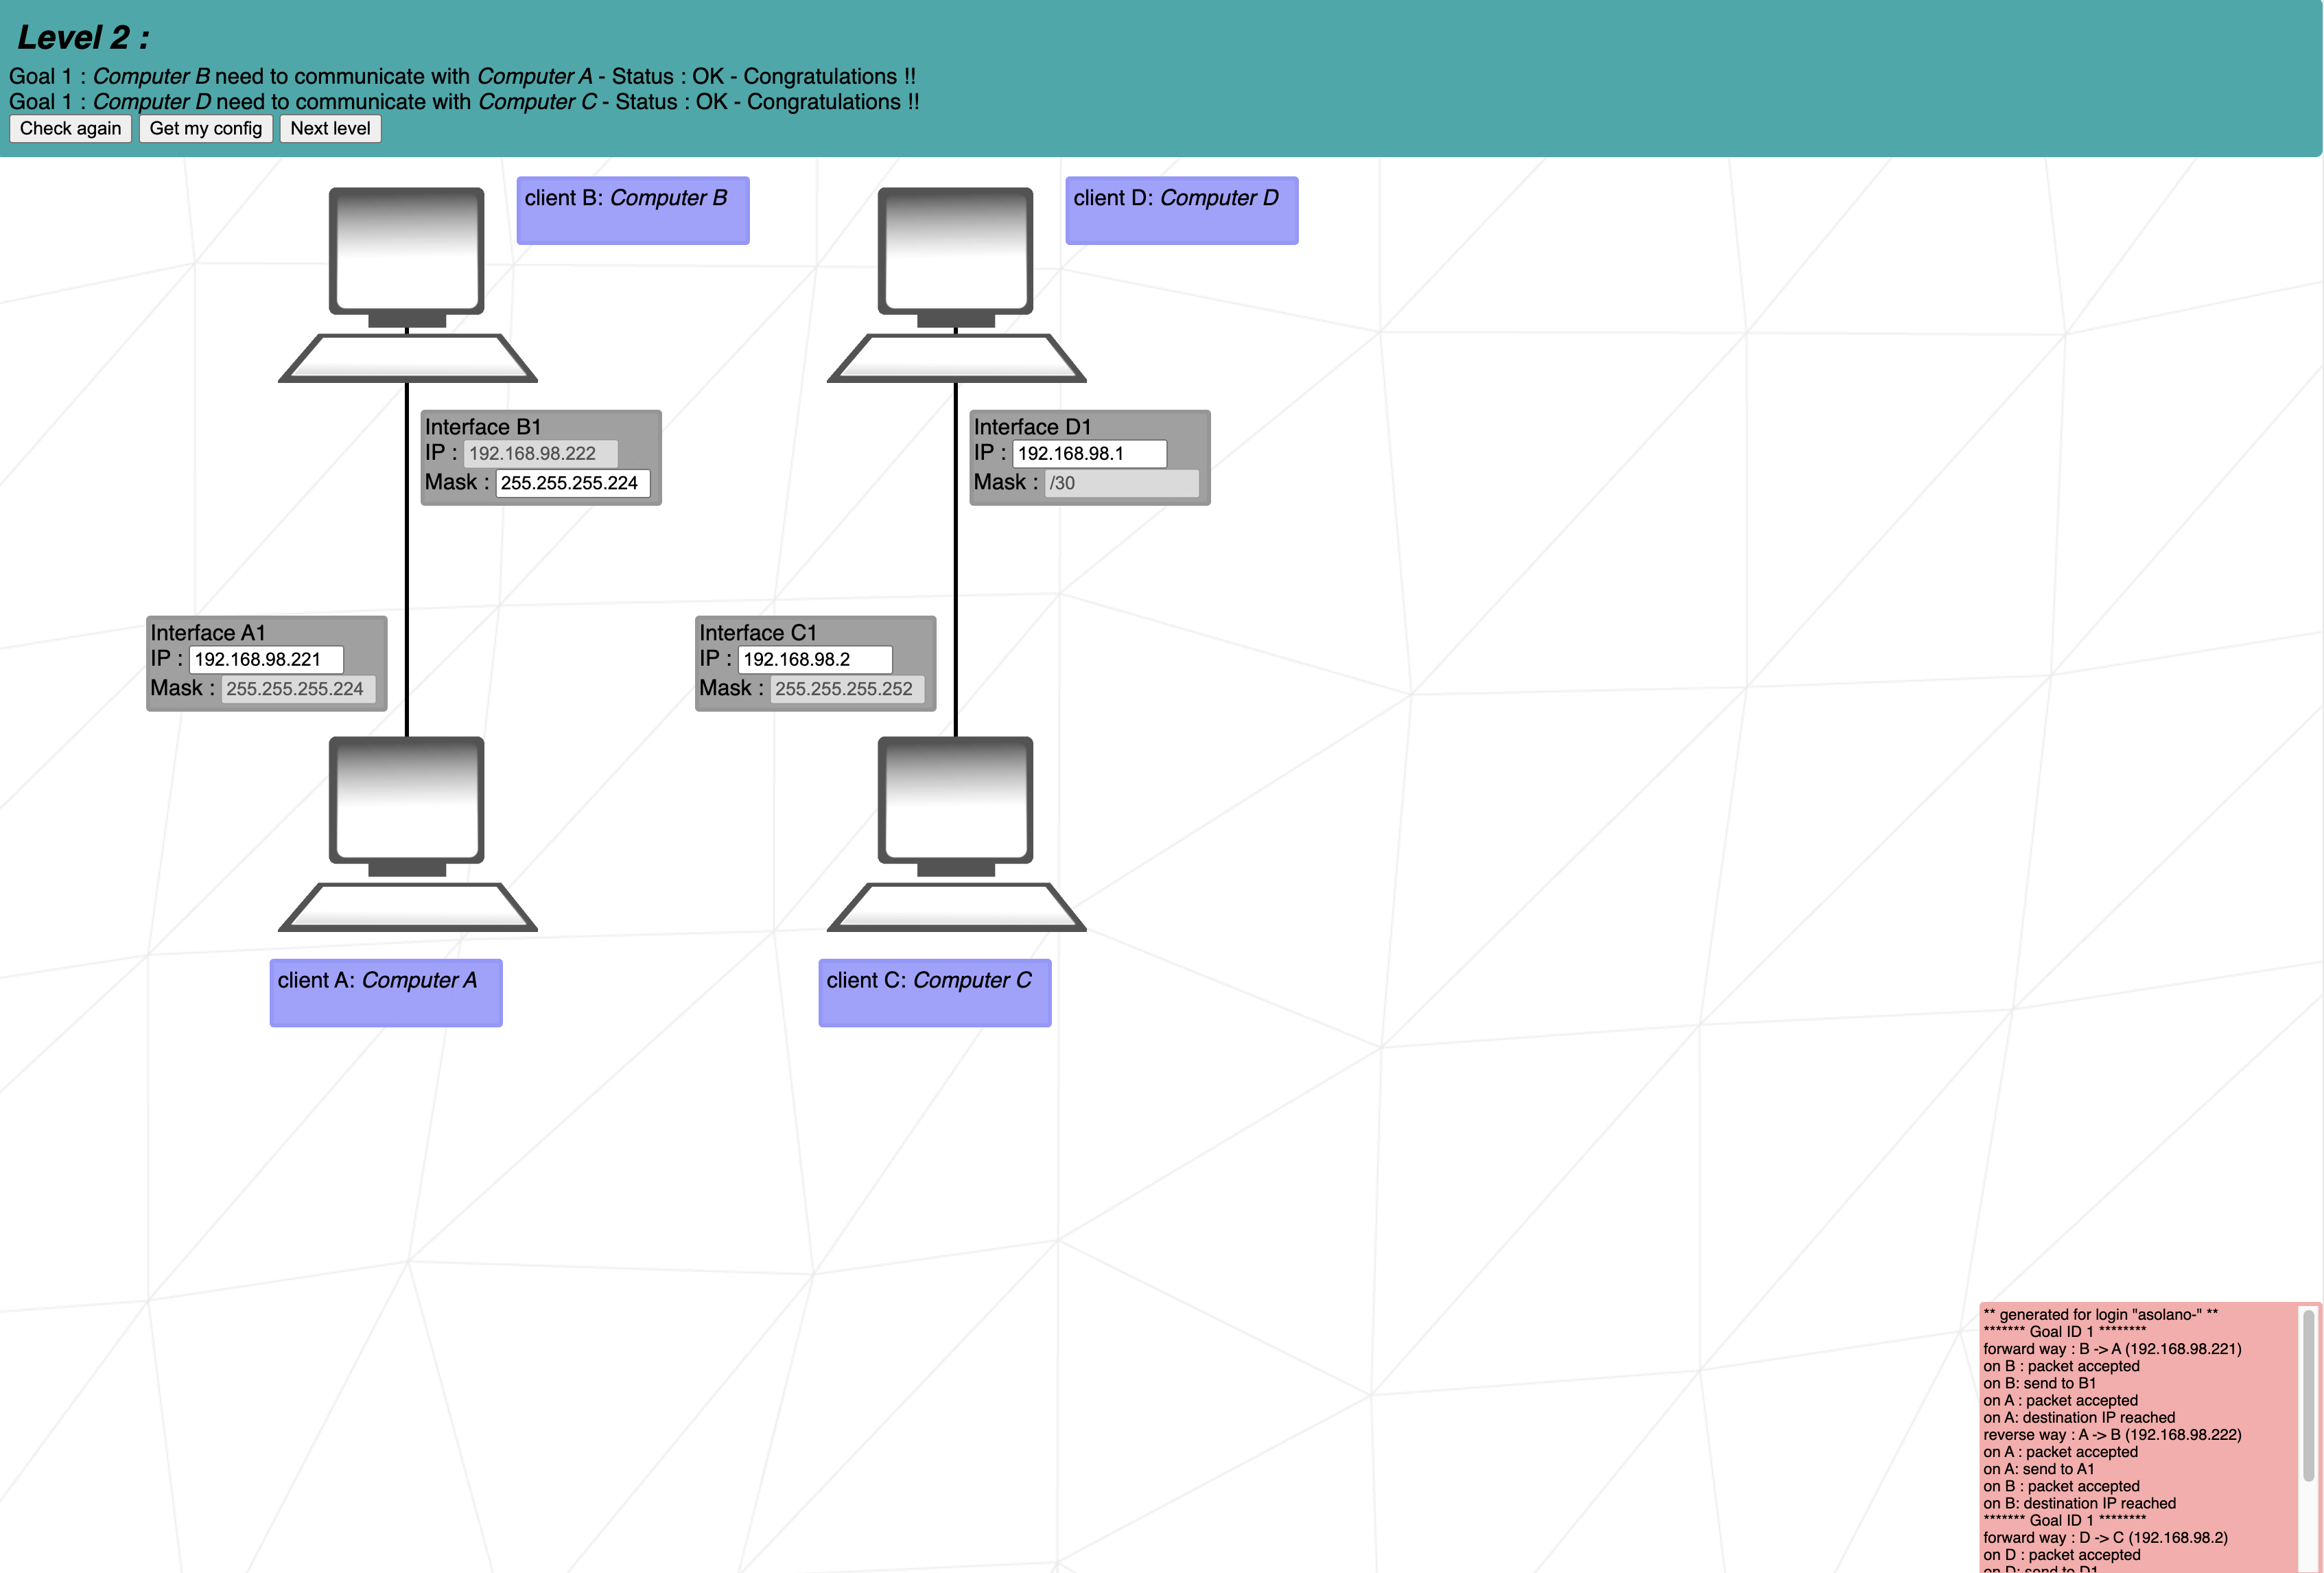 Level 2 :
Goal 1 : Computer B need to communicate with Computer A - Status : OK - Congratulations !!
Goal 1 : Computer D need to communicate with Computer C - Status : OK - Congratulations !!
Check again Get my config Next level
client B: Computer B
client D: Computer D
Interface B1
IP : 192.168.98.222
Mask : 255.255.255.224
Interface D1
IP : 192.168.98.1
Mask : /30
Interface A1
IP : 192.168.98.221
Mask : 255.255.255.224
Interface C1
IP : 192.168.98.2
Mask : 255.255.255.252
client A: Computer A
client C: Computer C
** generated for login "asolano-" **
******* Goal ID 1 ********
forward way : B -> A (192.168.98.221)
on B : packet accepted
on B: send to B1
on A : packet accepted
on A: destination IP reached
reverse way : A -> B (192.168.98.222)
on A : packet accepted
on A: send to A1
on B : packet accepted
on B: destination IP reached
******* Goal ID 1 ********
forward way : D -> C (192.168.98.2)
on D : packet accepted
on D: send to D1